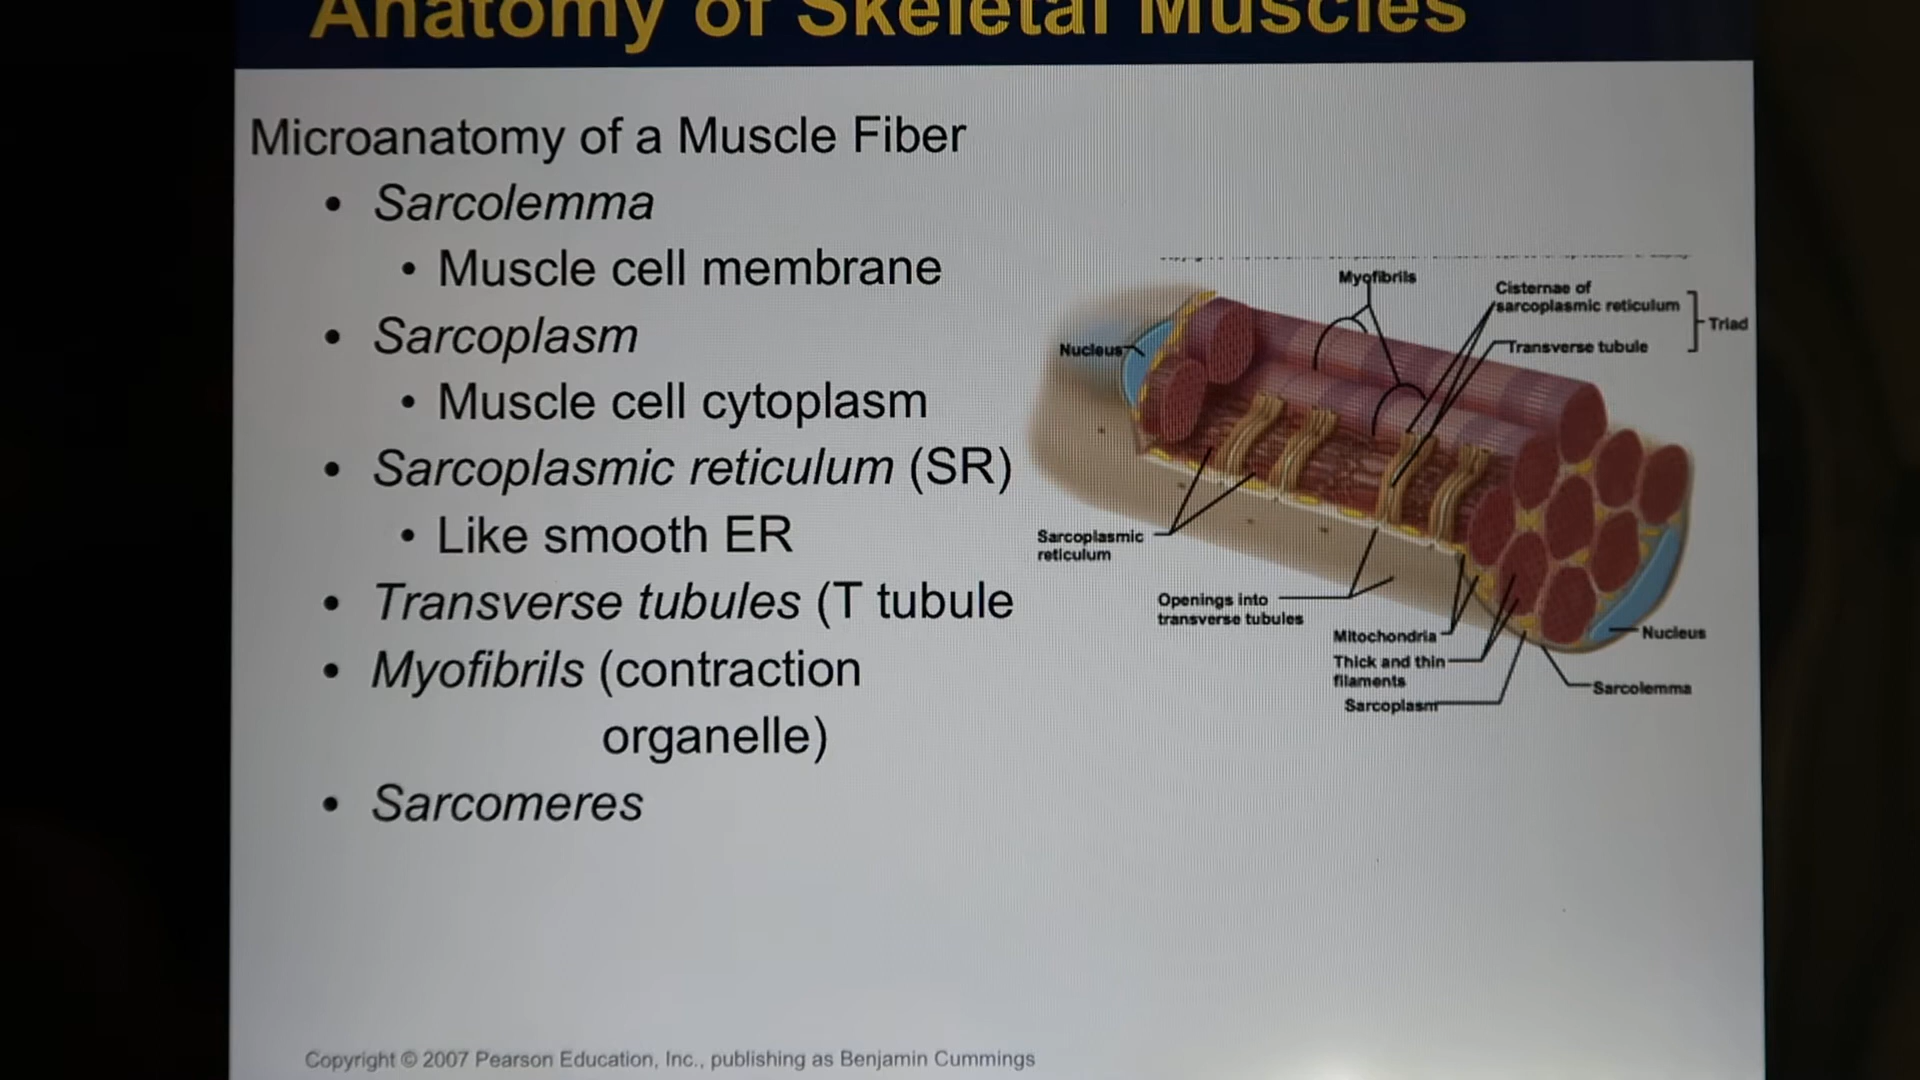 Anatomy of Skeletal Muscles
Microanatomy of a Muscle Fiber
• Sarcolemma
• Muscle cell membrane
• Sarcoplasm
• Muscle cell cytoplasm
• Sarcoplasmic reticulum (SR)
• Like smooth ER
• Transverse tubules (T tubule
• Myofibrils (contraction
organelle)
• Sarcomeres
Myofibrils
Cisternae of
sarcoplasmic reticulum
Triad
Transverse tubule
Nucleus
Sarcoplasmic
reticulum
Openings into
transverse tubules
Mitochondria
Thick and thin
filaments
Sarcoplasm
Nucleus
Sarcolemma
Copyright © 2007 Pearson Education, Inc., publishing as Benjamin Cummings